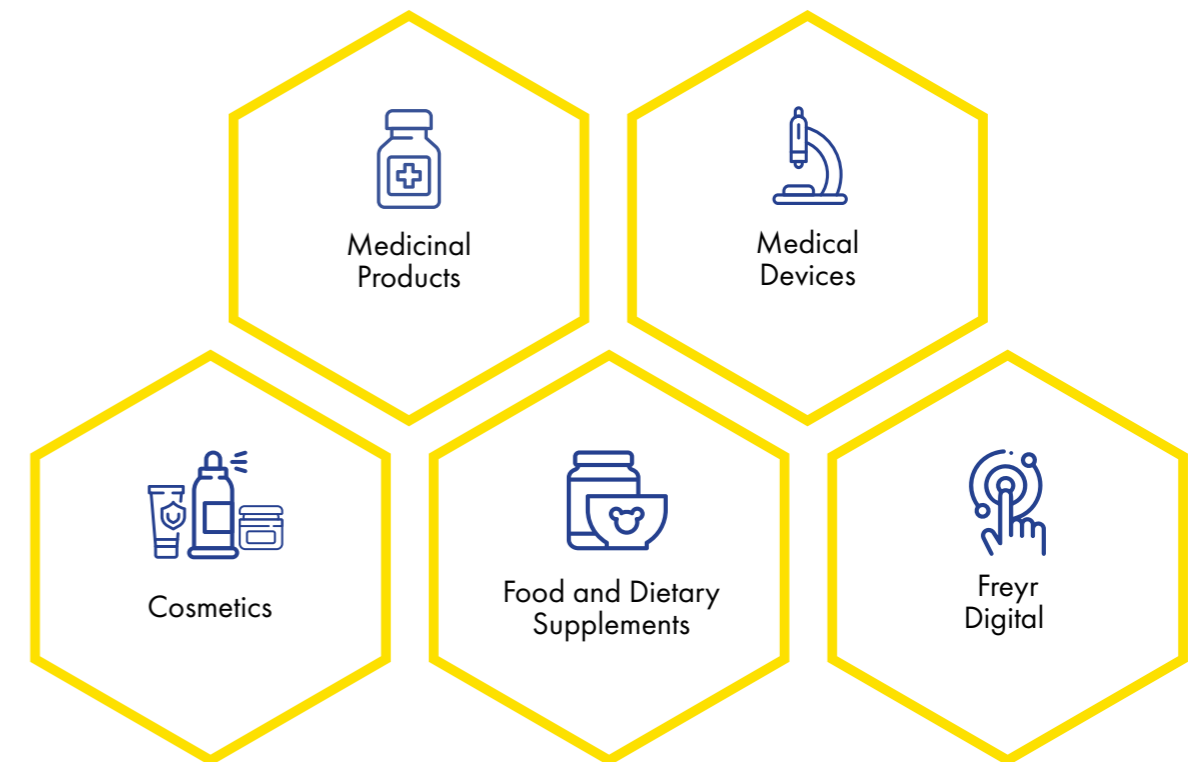 Medicinal
Products
Medical
Devices
Cosmetics
Food and Dietary
Supplements
Freyr
Digital